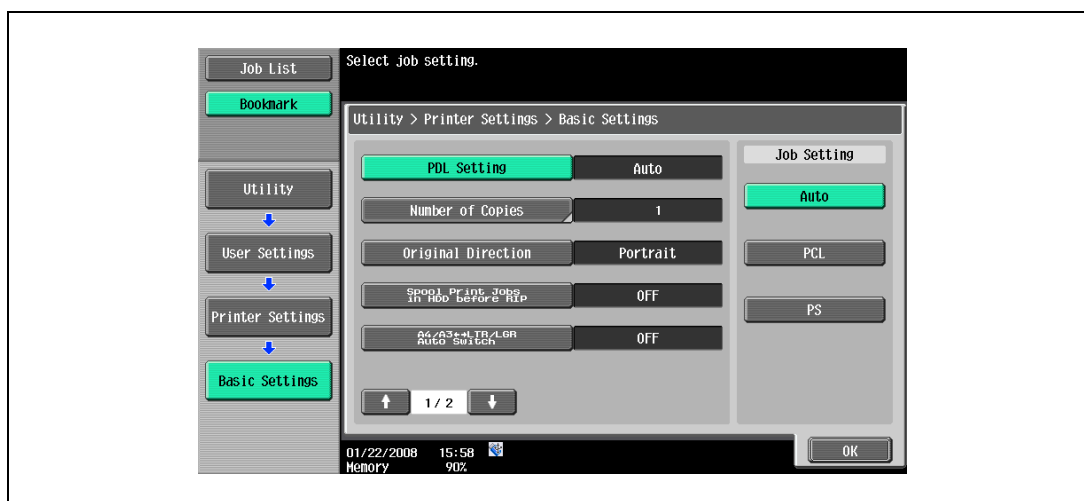 Job List
Bookmark
Utility
User Settings
Printer Settings
Basic Settings
Select job setting.
Utility > Printer Settings > Basic Settings
PDL Setting
Auto
Number of Copies
1
Original Direction
Portrait
Spool Print Jobs
in HDD before RIP
OFF
A4/A3↔LTR/LGR
Auto Switch
OFF
↑ 1/ 2 ↓
Job Setting
Auto
PCL
PS
01/22/2008 15:58
Memory 90%
OK